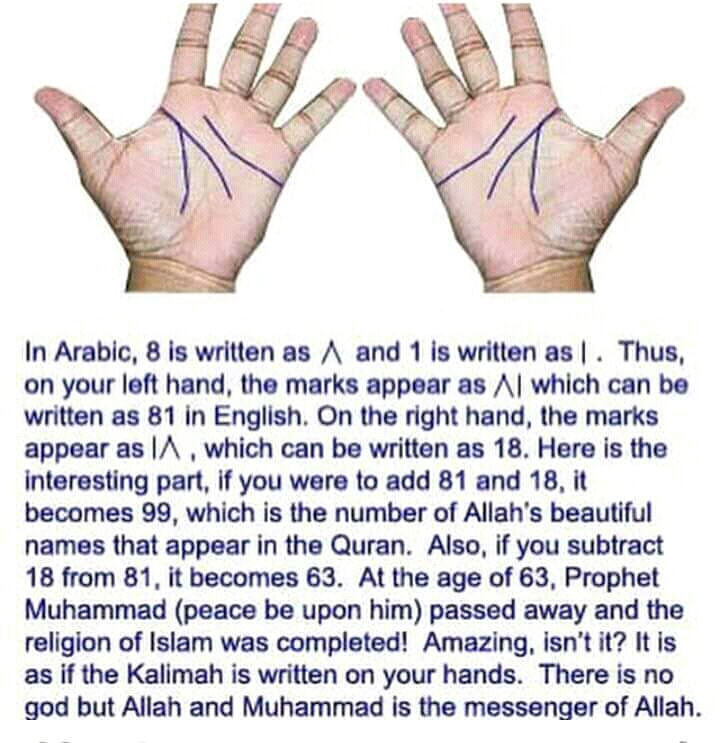 In Arabic, 8 is written as ٨ and 1 is written as ا . Thus,
on your left hand, the marks appear as ٨ا which can be
written as 81 in English. On the right hand, the marks
appear as ا٨ , which can be written as 18. Here is the
interesting part, if you were to add 81 and 18, it
becomes 99, which is the number of Allah's beautiful
names that appear in the Quran. Also, if you subtract
18 from 81, it becomes 63. At the age of 63, Prophet
Muhammad (peace be upon him) passed away and the
religion of Islam was completed! Amazing, isn't it? It is
as if the Kalimah is written on your hands. There is no
god but Allah and Muhammad is the messenger of Allah.